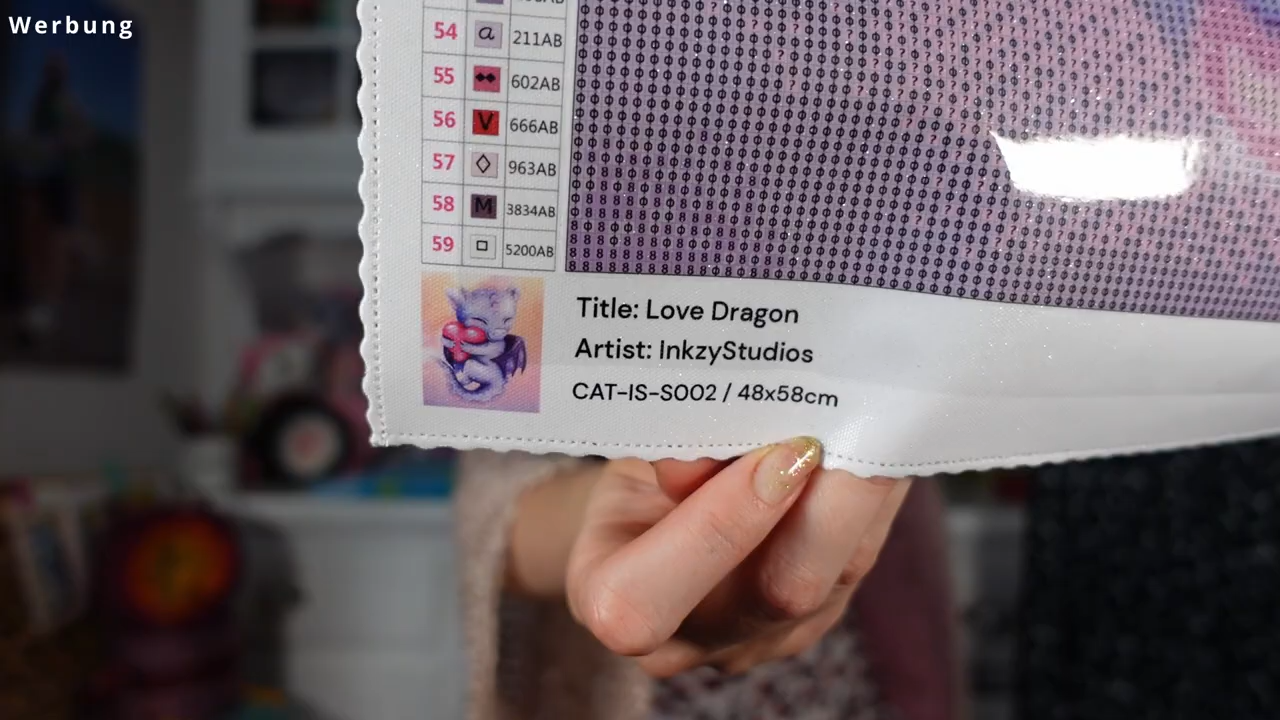 Werbung
54 a 211AB
55 602AB
56 V 666AB
57 963AB
58 M 3834AB
59 5200AB
Title: Love Dragon
Artist: InkzyStudios
CAT-IS-S002 / 48x58cm